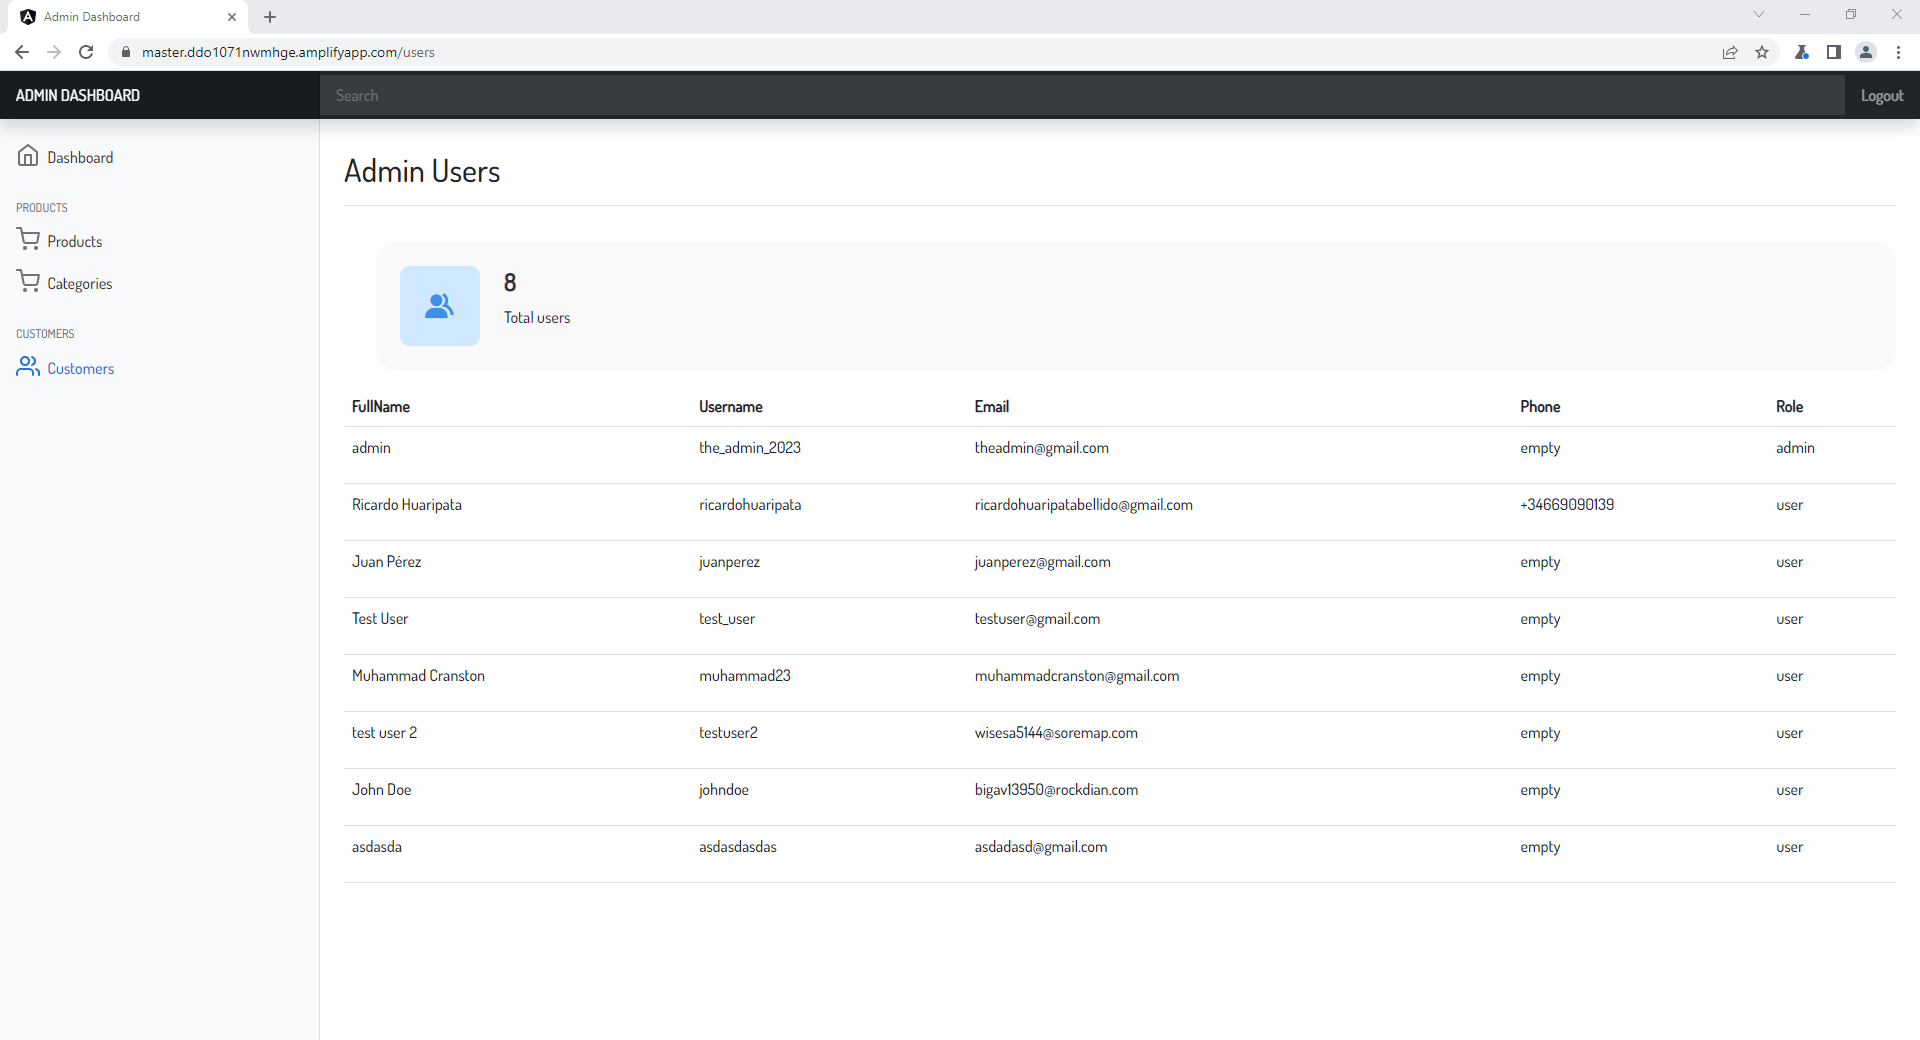 Admin Dashboard
master.ddo1071nwmhge.amplifyapp.com/users
ADMIN DASHBOARD
Search
Logout
Dashboard
PRODUCTS
Products
Categories
CUSTOMERS
Customers
Admin Users
8
Total users
FullName Username Email Phone Role
admin the_admin_2023 theadmin@gmail.com empty admin
Ricardo Huaripata ricardohuaripata ricardohuaripatabellido@gmail.com +34669090139 user
Juan Pérez juanperez juanperez@gmail.com empty user
Test User test_user testuser@gmail.com empty user
Muhammad Cranston muhammad23 muhammadcranston@gmail.com empty user
test user 2 testuser2 wisesa5144@soremap.com empty user
John Doe johndoe bigav13950@rockdian.com empty user
asdasda asdasdasdas asdadasd@gmail.com empty user